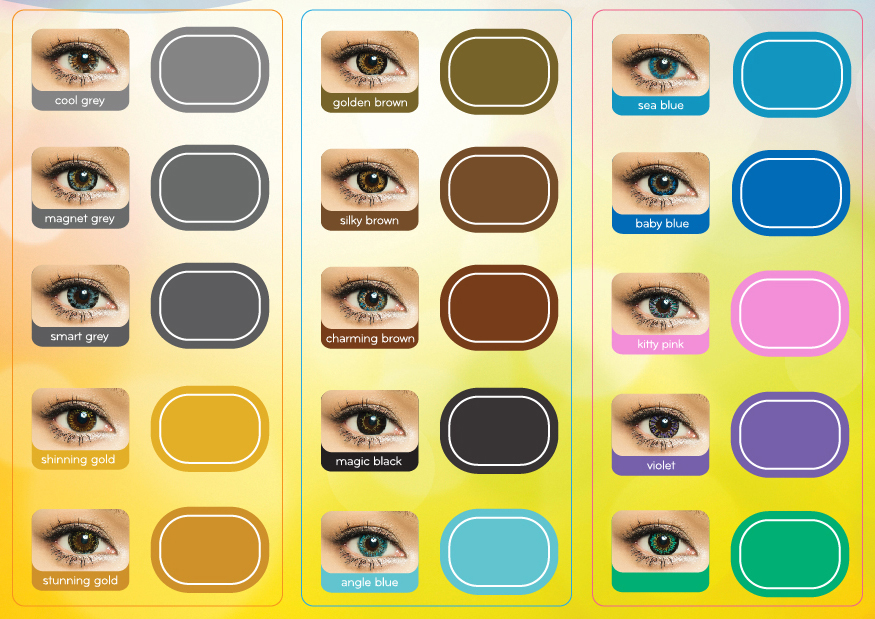 cool grey
magnet grey
smart grey
shinning gold
stunning gold
golden brown
silky brown
charming brown
magic black
angle blue
sea blue
baby blue
kitty pink
violet